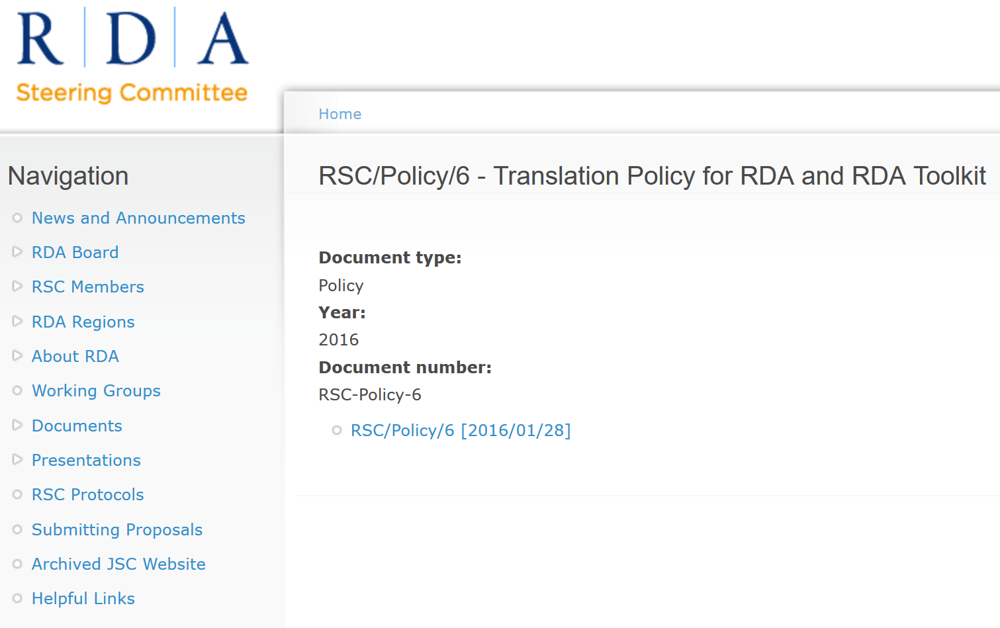 R D A
Steering Committee
Home
Navigation
News and Announcements
RDA Board
RSC Members
RDA Regions
About RDA
Working Groups
Documents
Presentations
RSC Protocols
Submitting Proposals
Archived JSC Website
Helpful Links
RSC/Policy/6 - Translation Policy for RDA and RDA Toolkit
Document type:
Policy
Year:
2016
Document number:
RSC-Policy-6
RSC/Policy/6 [2016/01/28]